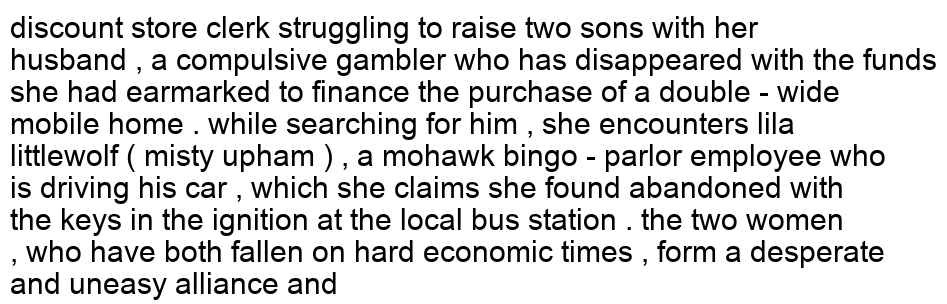 discount store clerk struggling to raise two sons with her
husband , a compulsive gambler who has disappeared with the funds
she had earmarked to finance the purchase of a double - wide
mobile home . while searching for him , she encounters lila
littlewolf ( misty upham ) , a mohawk bingo - parlor employee who
is driving his car , which she claims she found abandoned with
the keys in the ignition at the local bus station . the two women
, who have both fallen on hard economic times , form a desperate
and uneasy alliance and